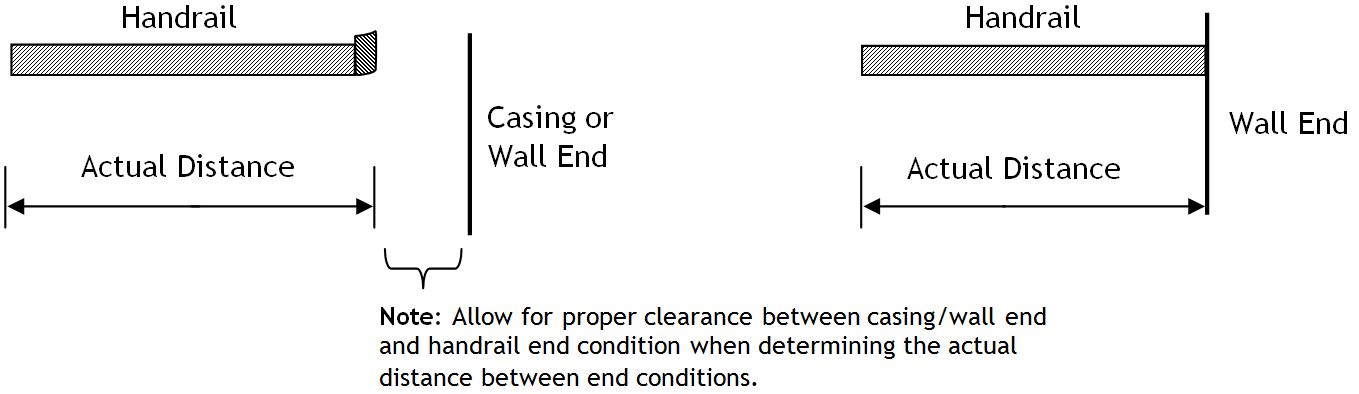 Handrail
Casing or
Wall End
Actual Distance
Note: Allow for proper clearance between casing/wall end
and handrail end condition when determining the actual
distance between end conditions.
Handrail
Wall End
Actual Distance